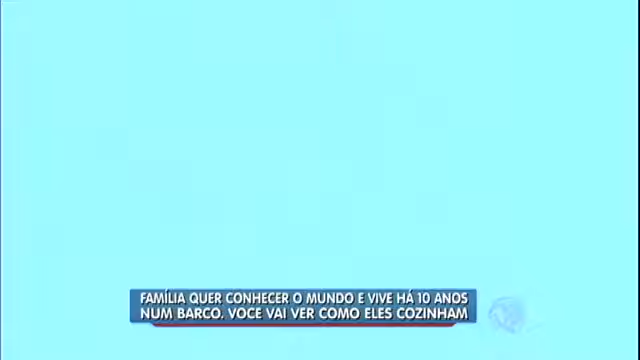 FAMÍLIA QUER CONHECER O MUNDO E VIVE HÁ 10 ANOS
NUM BARCO. VOCE VAI VER COMO ELES COZINHAM